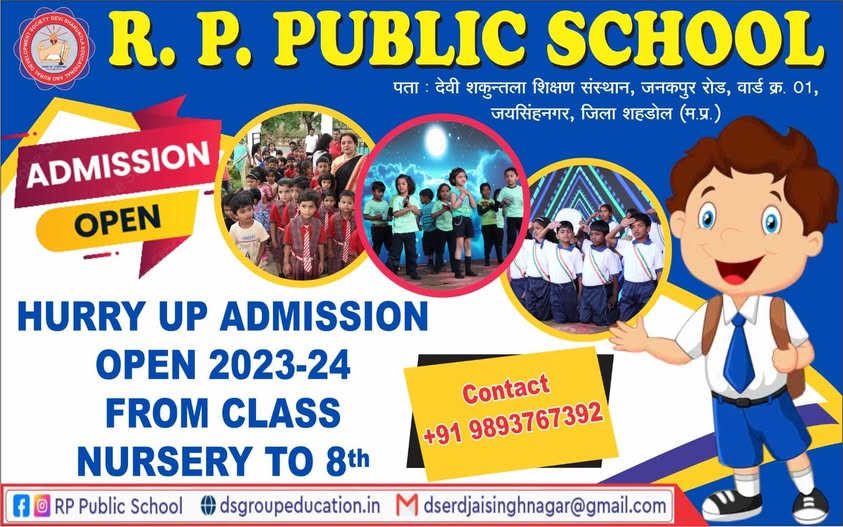 R. P. PUBLIC SCHOOL
पता : देवी शकुन्तला शिक्षण संस्थान, जनकपुर रोड, वार्ड क्र. 01,
जयसिंहनगर, जिला शहडोल (म.प्र.)
ADMISSION
OPEN
HURRY UP ADMISSION
OPEN 2023-24
FROM CLASS
NURSERY TO 8th
Contact
+91 9893767392
RP Public School dsgroupeducation.in dserdjaisinghnagar@gmail.com